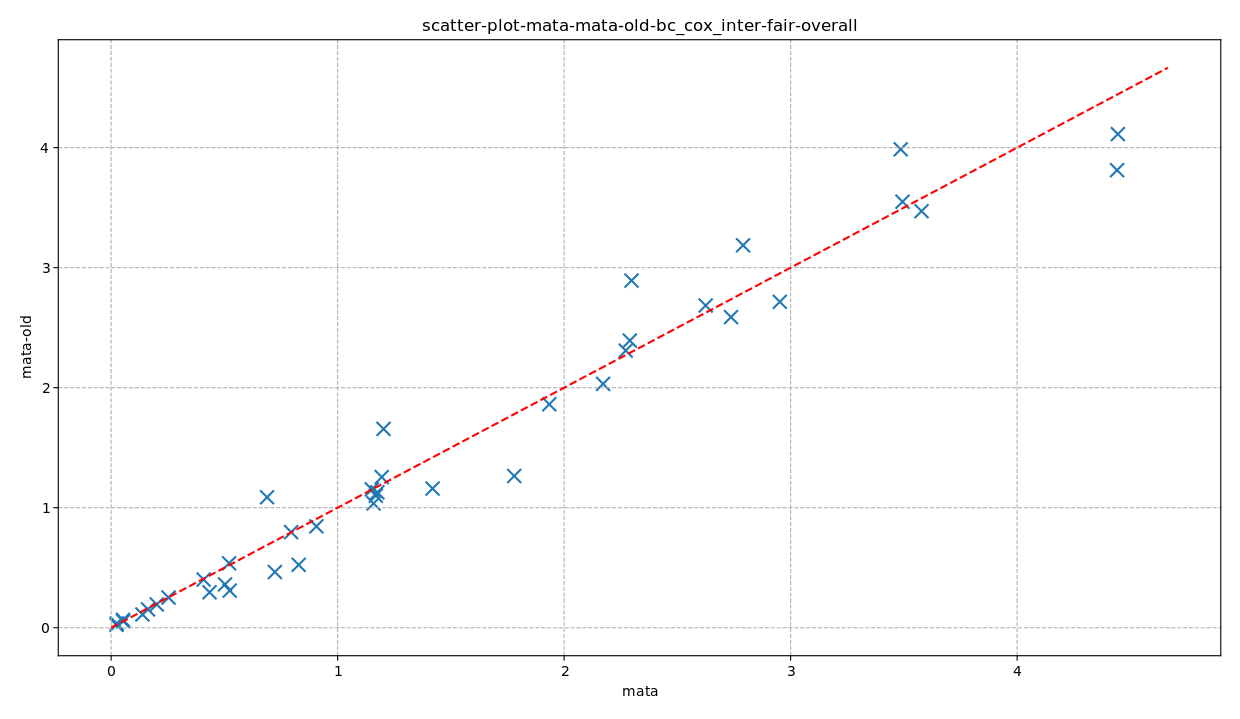 scatter-plot-mata-mata-old-bc_cox_inter-fair-overall
mata-old
4
3
2
1
0
0 1 2 3 4
mata